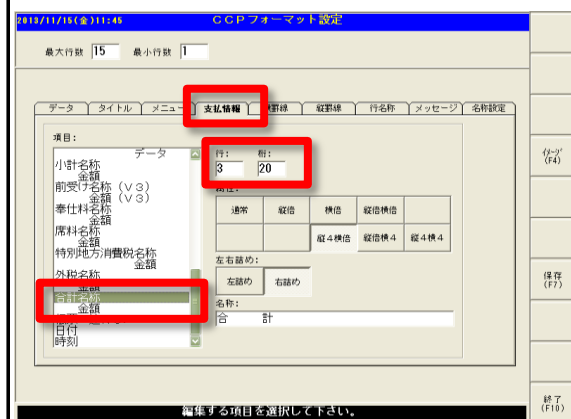 2013/11/15(金)11:45 CCPフォーマット設定
最大行数 15 最小行数 1
データ タイトル メニュー 支払情報 横罫線 縦罫線 行名称 メッセージ 名称設定
項目:
データ
小計名称
金額
前受け名称(V3)
金額(V3)
奉仕料名称
金額
席料名称
金額
特別地方消費税名称
金額
外税名称
金額
合計名称
金額
日付
時刻
行: 桁:
3 20
通常 縦倍 横倍 縦倍横倍
縦4横倍 縦倍横4 縦4横4
左右詰め:
左詰め 右詰め
名称:
合 計
編集する項目を選択して下さい。
ｲﾒｰｼﾞ
(F4)
保存
(F7)
終了
(F10)